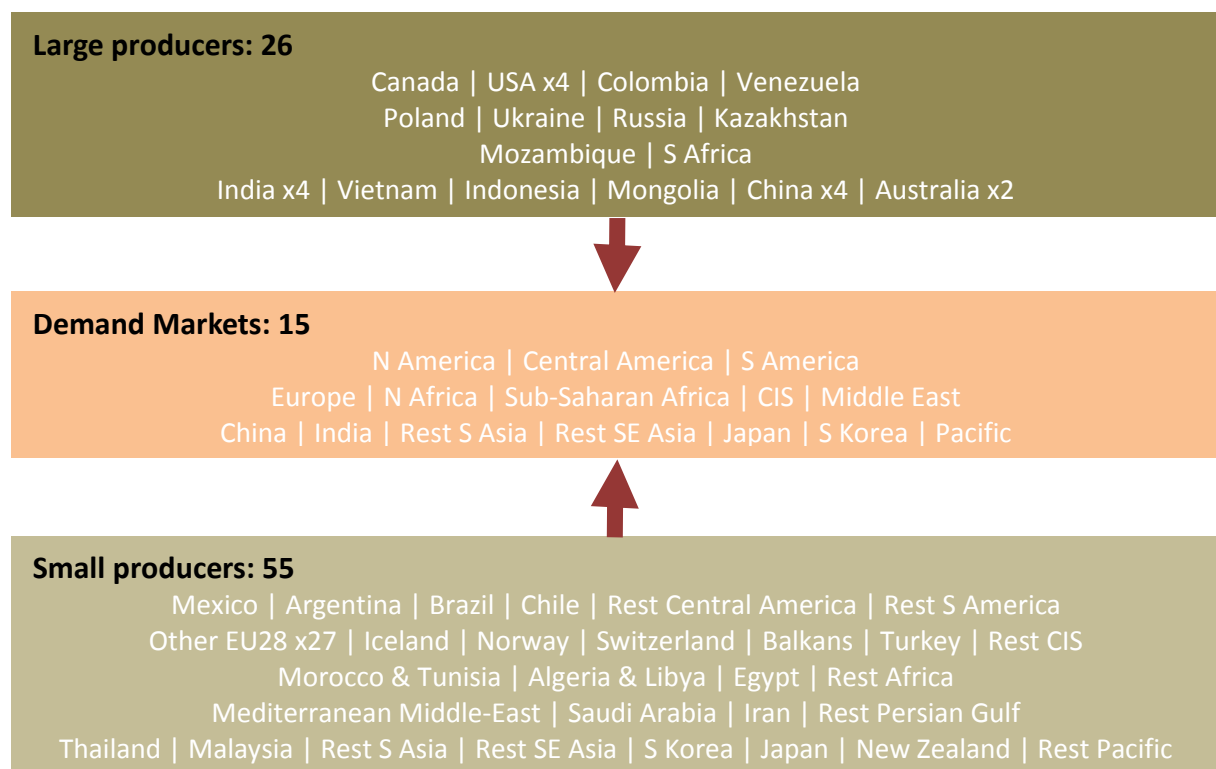 Large producers: 26
Canada | USA x4 | Colombia | Venezuela
Poland | Ukraine | Russia | Kazakhstan
Mozambique | S Africa
India x4 | Vietnam | Indonesia | Mongolia | China x4 | Australia x2
Demand Markets: 15
N America | Central America | S America
Europe | N Africa | Sub-Saharan Africa | CIS | Middle East
China | India | Rest S Asia | Rest SE Asia | Japan | S Korea | Pacific
Small producers: 55
Mexico | Argentina | Brazil | Chile | Rest Central America | Rest S America
Other EU28 x27 | Iceland | Norway | Switzerland | Balkans | Turkey | Rest CIS
Morocco & Tunisia | Algeria & Libya | Egypt | Rest Africa
Mediterranean Middle-East | Saudi Arabia | Iran | Rest Persian Gulf
Thailand | Malaysia | Rest S Asia | Rest SE Asia | S Korea | Japan | New Zealand | Rest Pacific